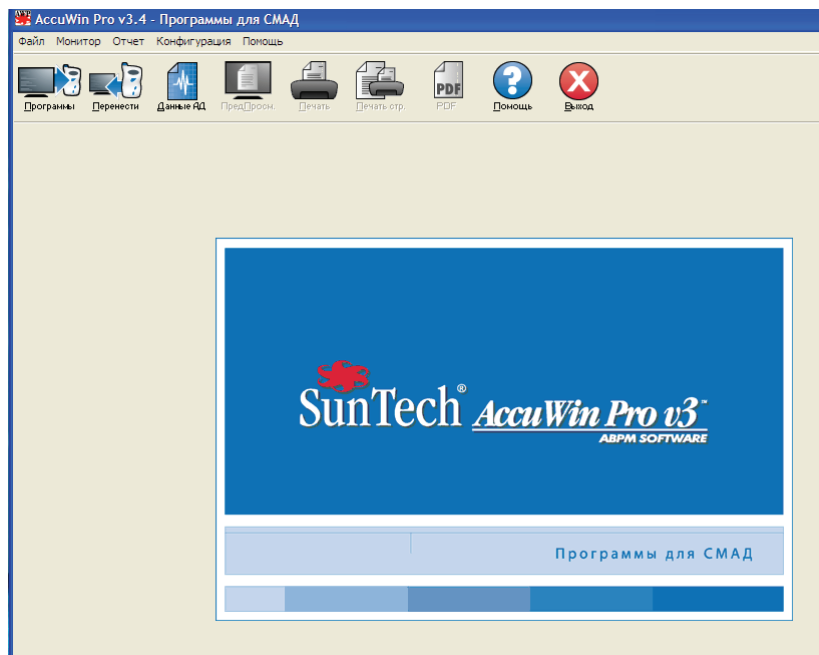 AccuWin Pro v3.4 - Программы для СМАД
Файл Монитор Отчет Конфигурация Помощь
PDF
Программы Перенести Данные АД ПредПросм. Печать Печать стр. PDF Помощь Выход
SunTech® AccuWin Pro v3™
ABPM SOFTWARE
Программы для СМАД